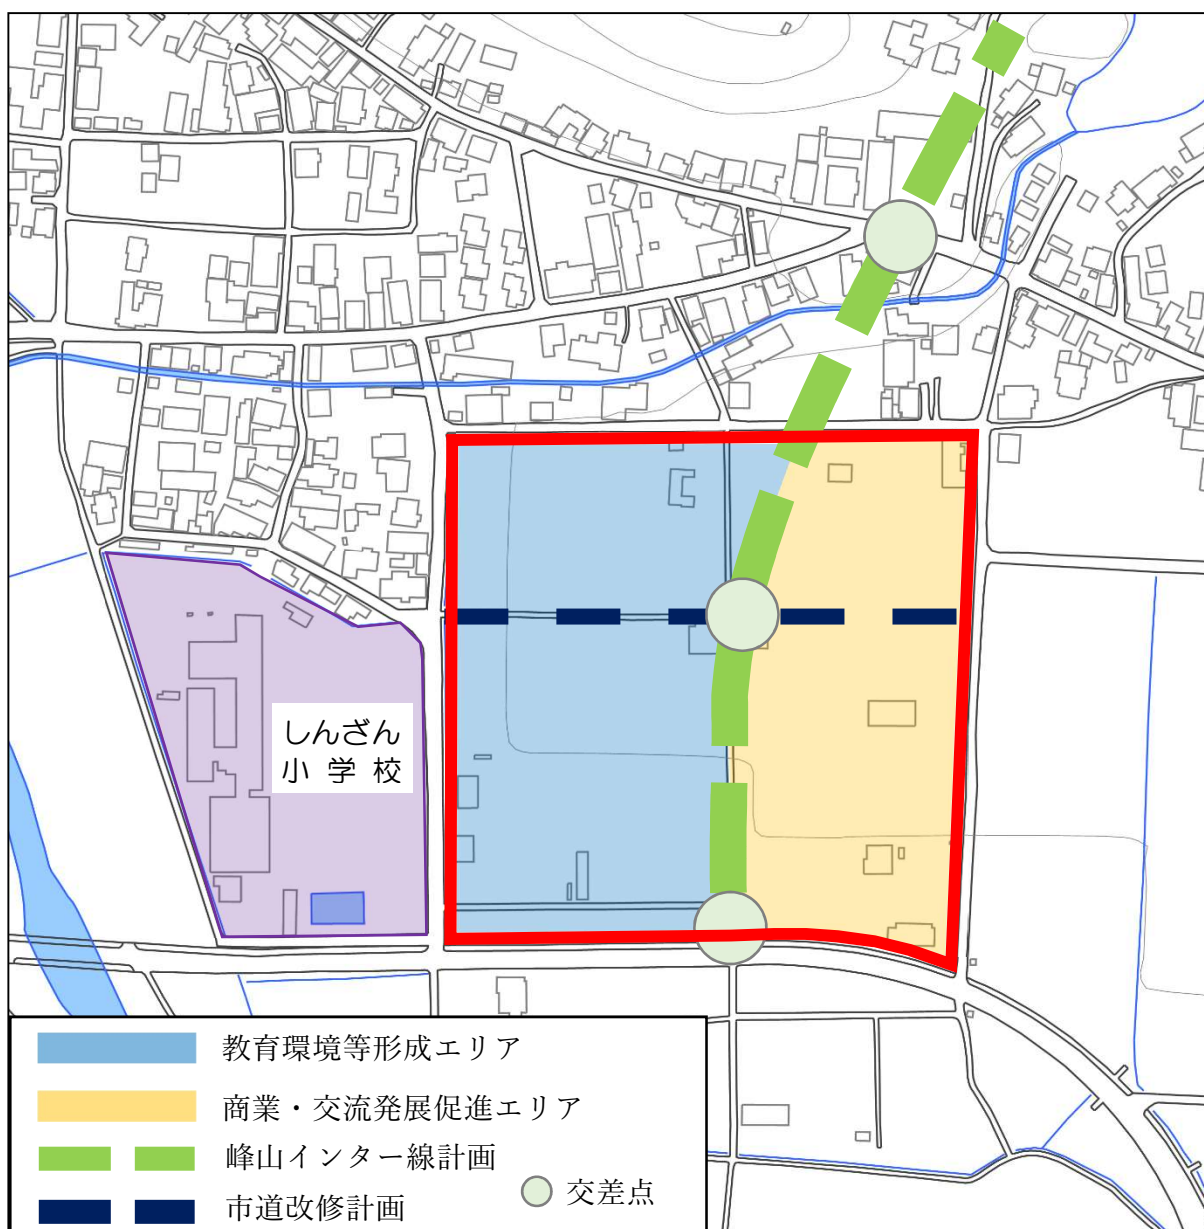 しんざん
小学校
教育環境等形成エリア
商業・交流発展促進エリア
峰山インター線計画
市道改修計画
交差点